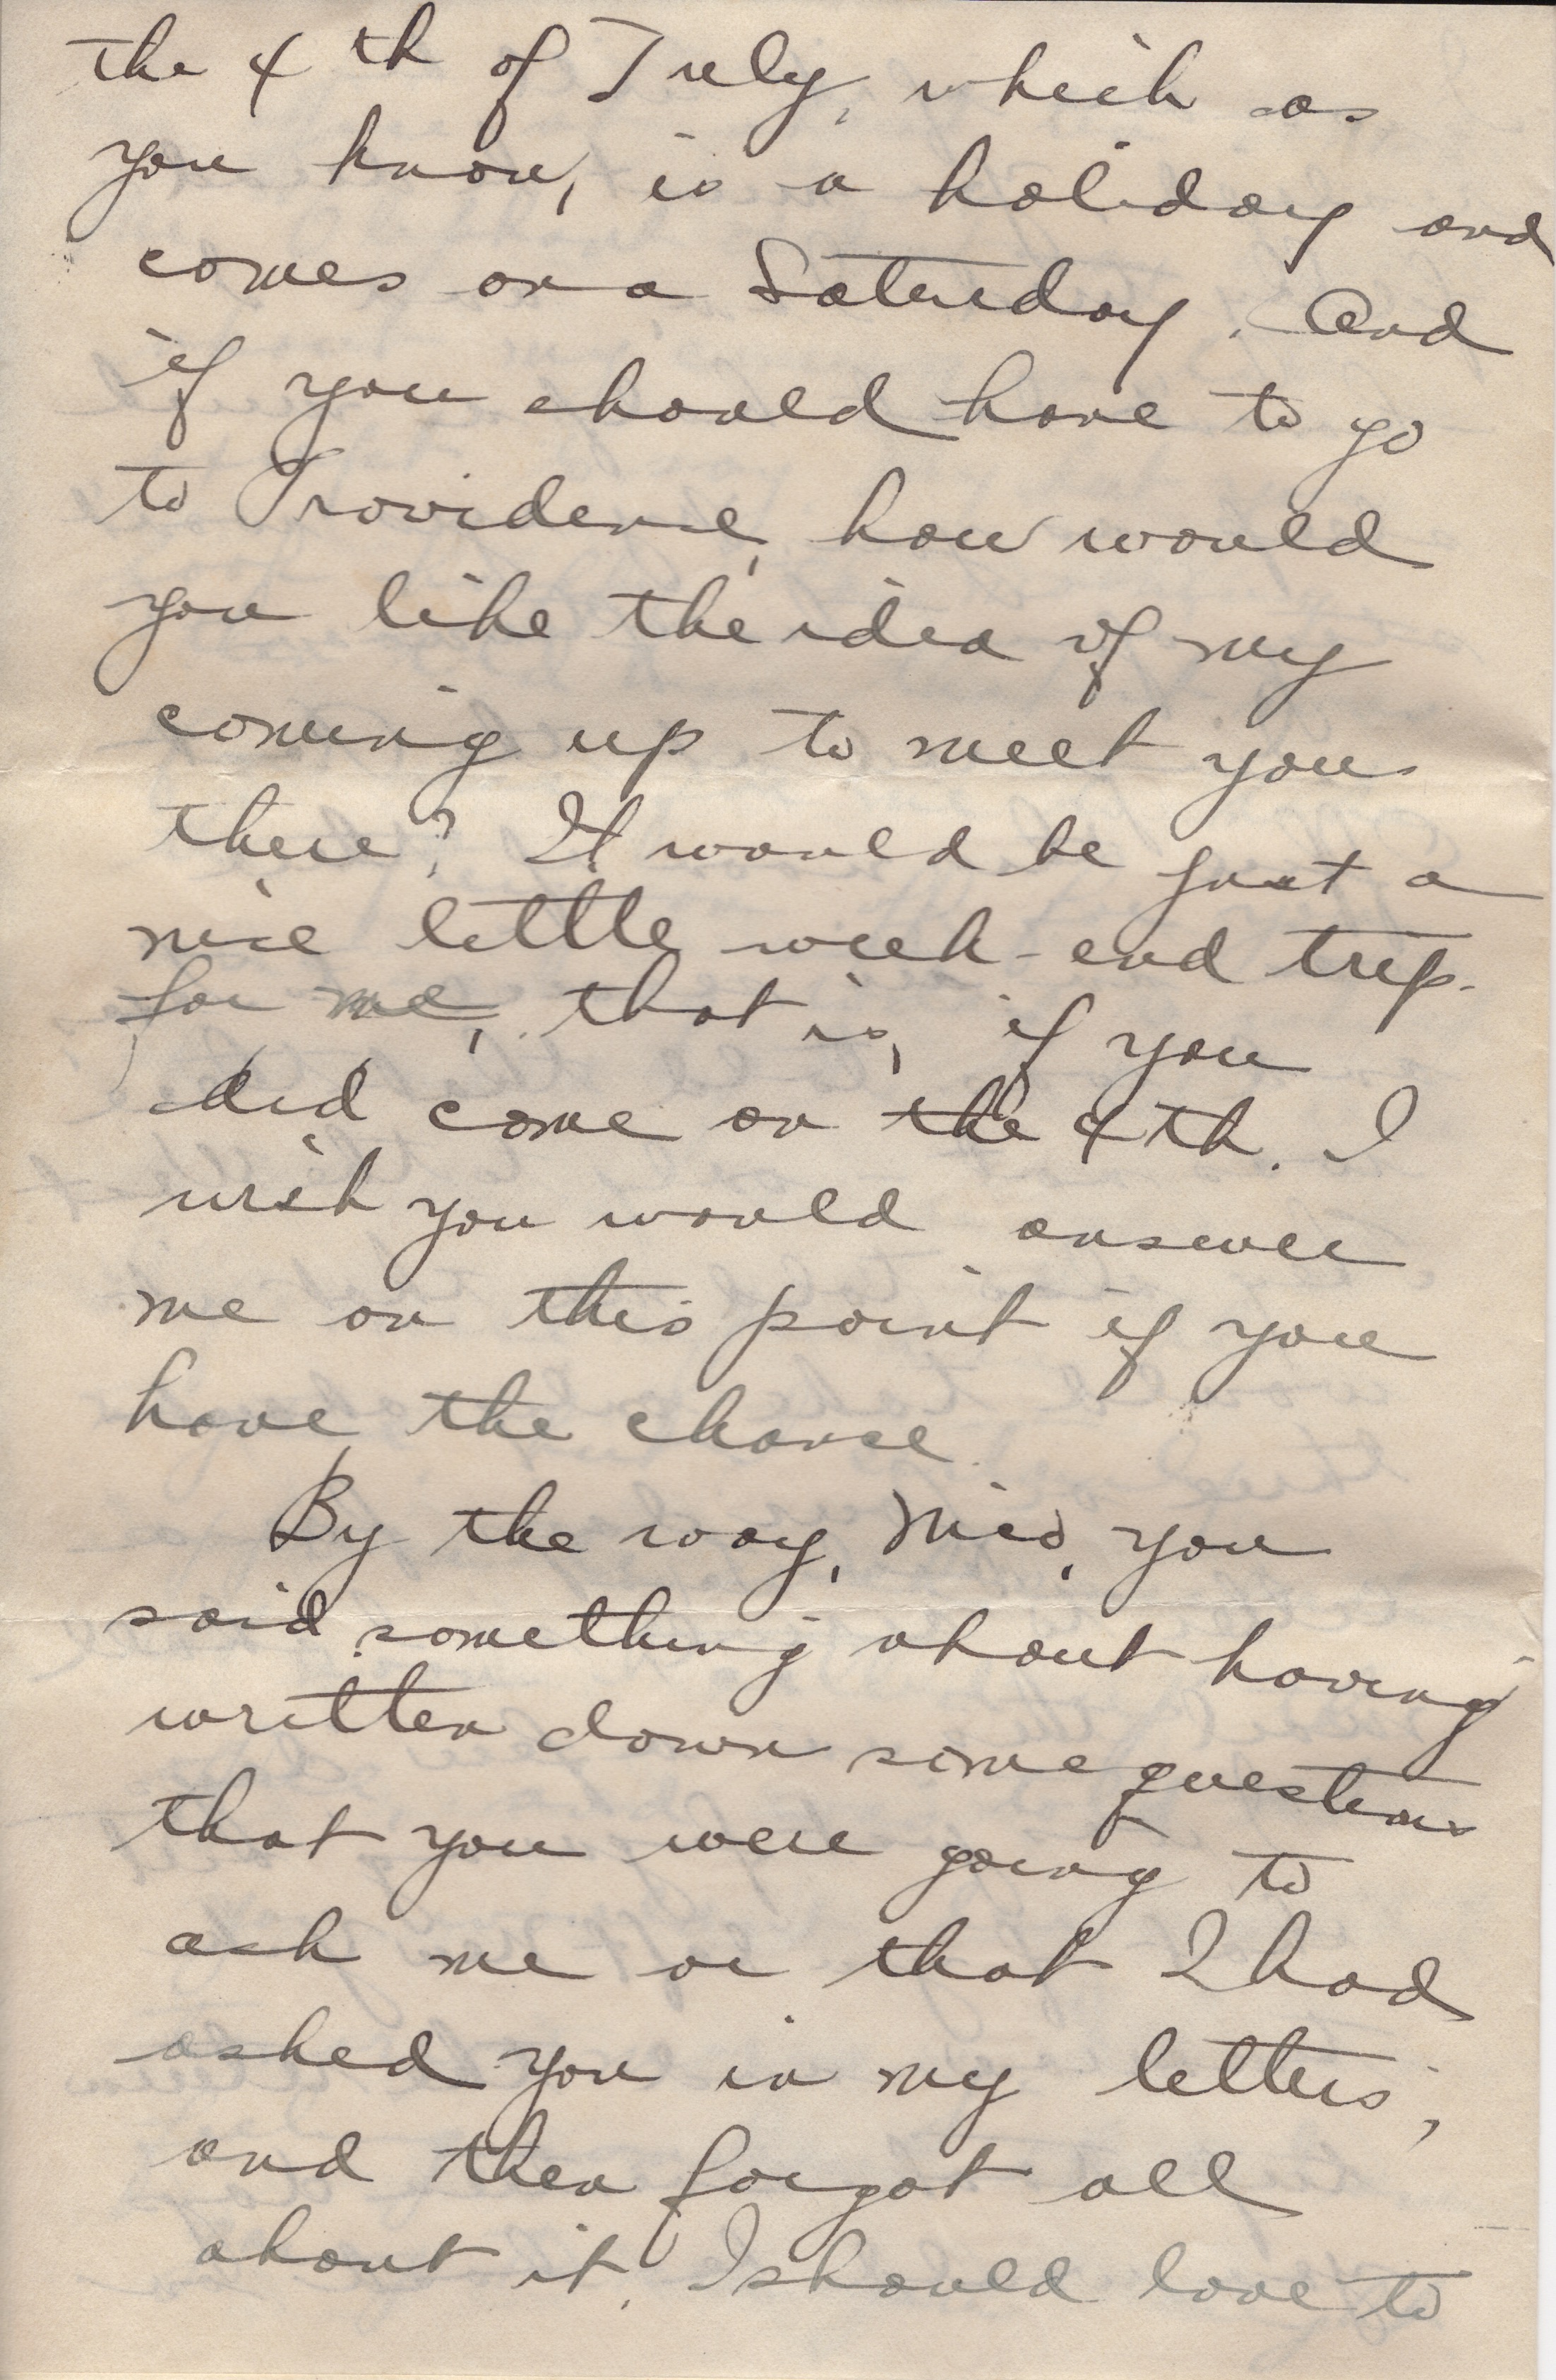 the 4th of July, which as
you know, is a holiday and
comes on a Saturday. And
if you should have to go
to Providence, how would
you like the idea of my
coming up to meet you
there? It would be just a
nice little week-end trip
for me, that is, if you
did come on the 4th. I
wish you would answer
me on this point if you
have the chance.
By the way, Mio, you
said something about having
written down some questions
that you were going to
ask me or that I had
asked you in my letters,
and then forgot all
about it. I should love to